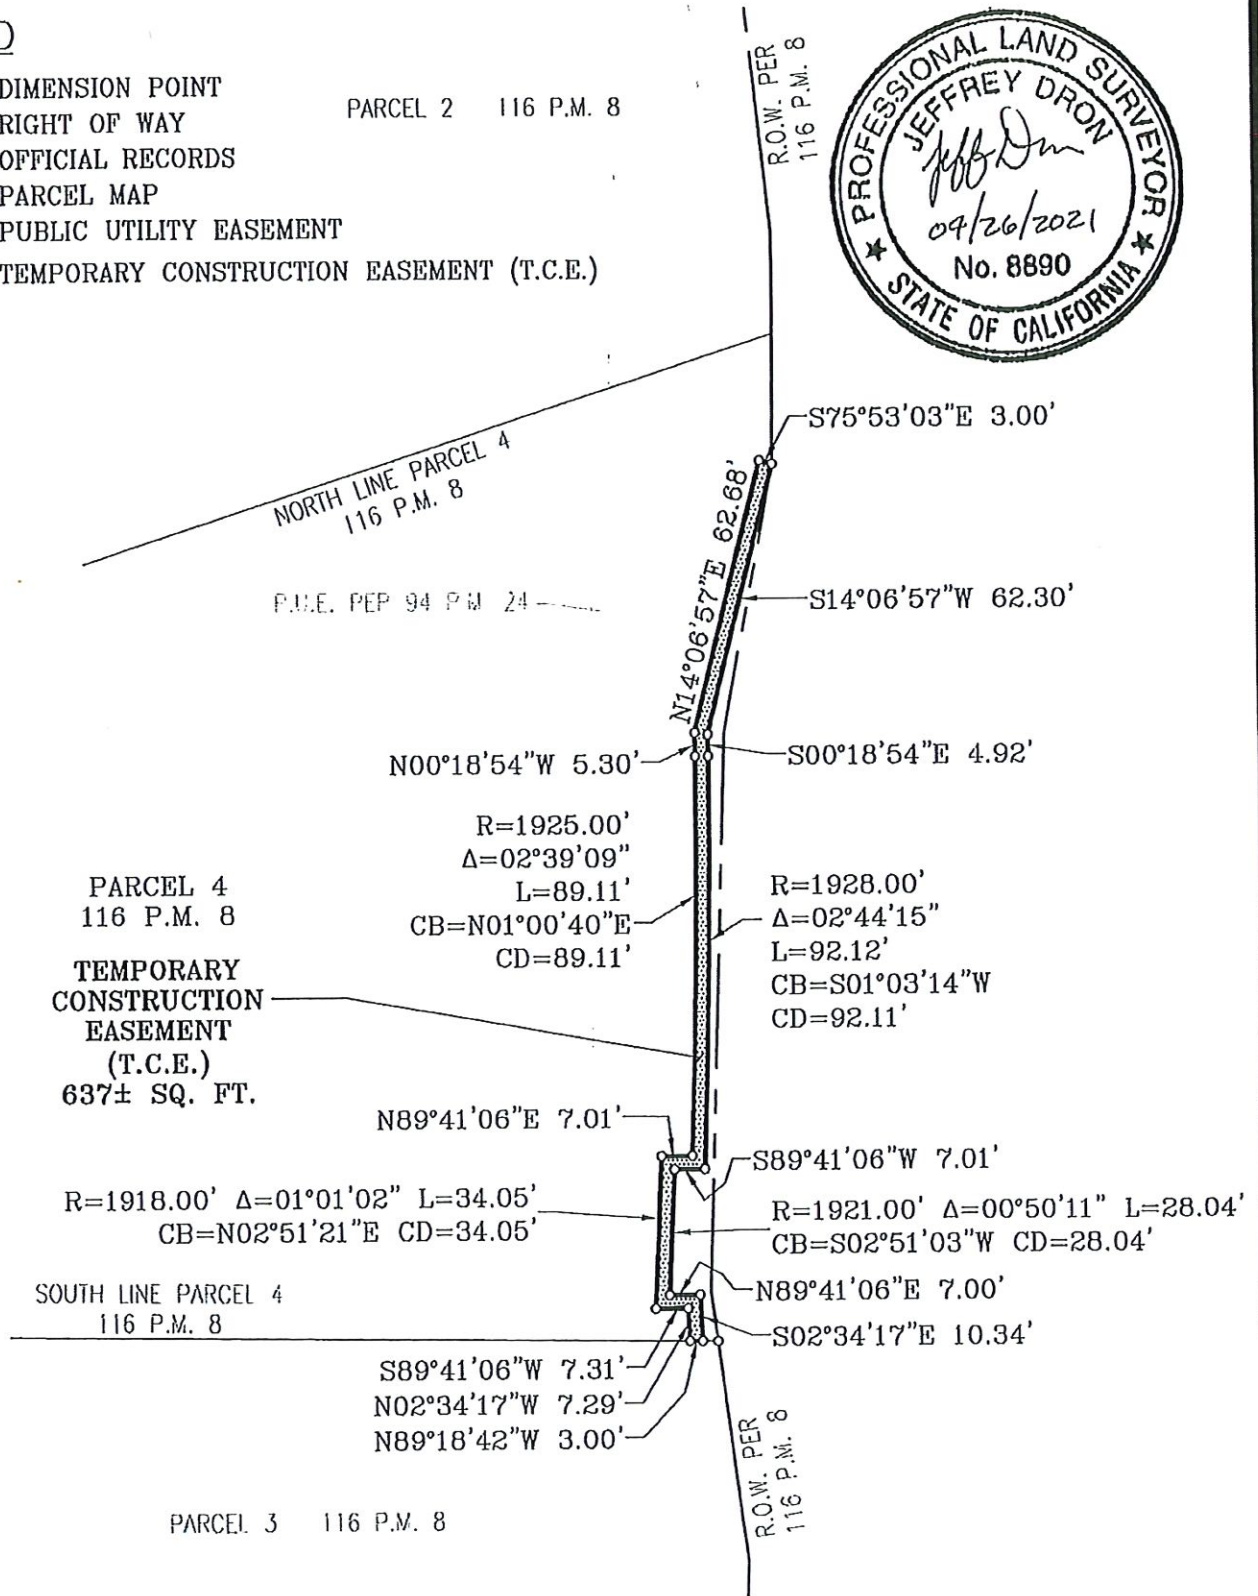 D
DIMENSION POINT
RIGHT OF WAY
OFFICIAL RECORDS
PARCEL MAP
PUBLIC UTILITY EASEMENT
TEMPORARY CONSTRUCTION EASEMENT (T.C.E.)
PARCEL 2 116 P.M. 8
R.O.W. PER
116 P.M. 8
PROFESSIONAL LAND SURVEYOR
JEFFREY DRON
Jeff Dron
04/26/2021
No. 8890
★ STATE OF CALIFORNIA ★
NORTH LINE PARCEL 4
116 P.M. 8
S75°53'03"E 3.00'
N14°06'57"E 62.68'
P.U.E. PEP 94 P M 24
S14°06'57"W 62.30'
N00°18'54"W 5.30'
S00°18'54"E 4.92'
R=1925.00'
Δ=02°39'09"
L=89.11'
CB=N01°00'40"E
CD=89.11'
R=1928.00'
Δ=02°44'15"
L=92.12'
CB=S01°03'14"W
CD=92.11'
PARCEL 4
116 P.M. 8
TEMPORARY
CONSTRUCTION
EASEMENT
(T.C.E.)
637± SQ. FT.
N89°41'06"E 7.01'
S89°41'06"W 7.01'
R=1918.00' Δ=01°01'02" L=34.05'
CB=N02°51'21"E CD=34.05'
R=1921.00' Δ=00°50'11" L=28.04'
CB=S02°51'03"W CD=28.04'
SOUTH LINE PARCEL 4
116 P.M. 8
N89°41'06"E 7.00'
S02°34'17"E 10.34'
S89°41'06"W 7.31'
N02°34'17"W 7.29'
N89°18'42"W 3.00'
R.O.W. PER
116 P.M. 8
PARCEL 3 116 P.M. 8